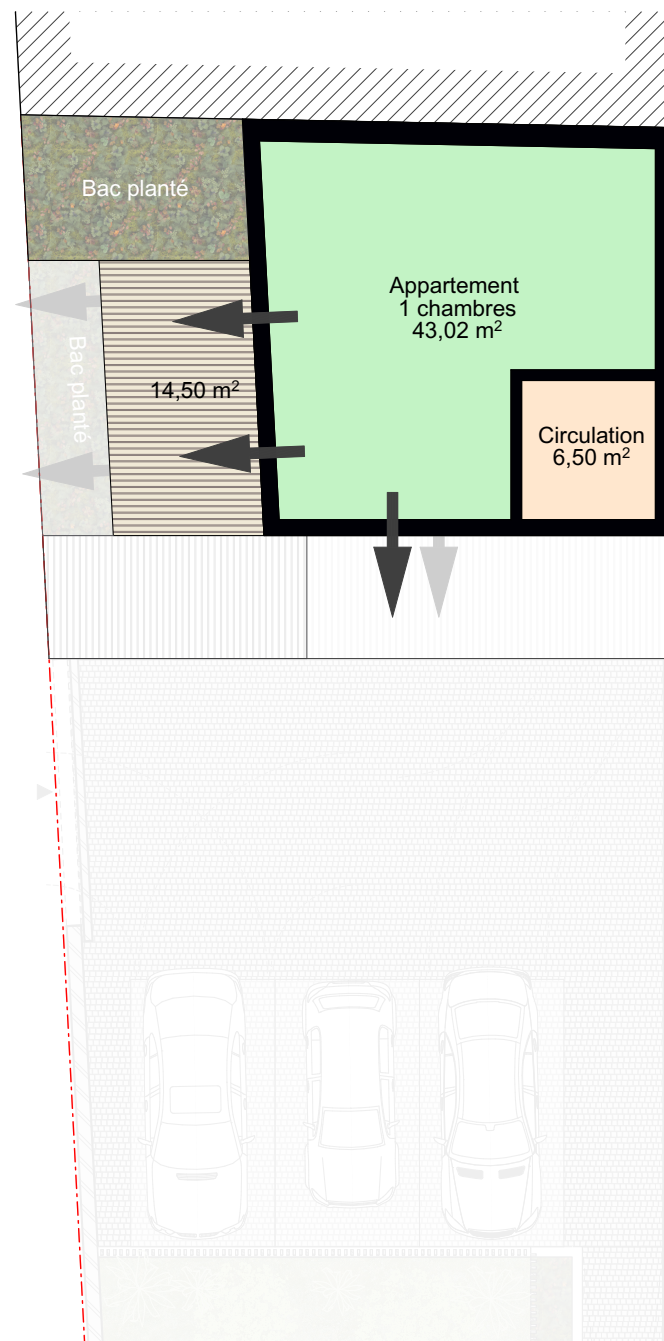 Bac planté
Appartement
1 chambres
43,02 m²
Bac planté
14,50 m²
Circulation
6,50 m²